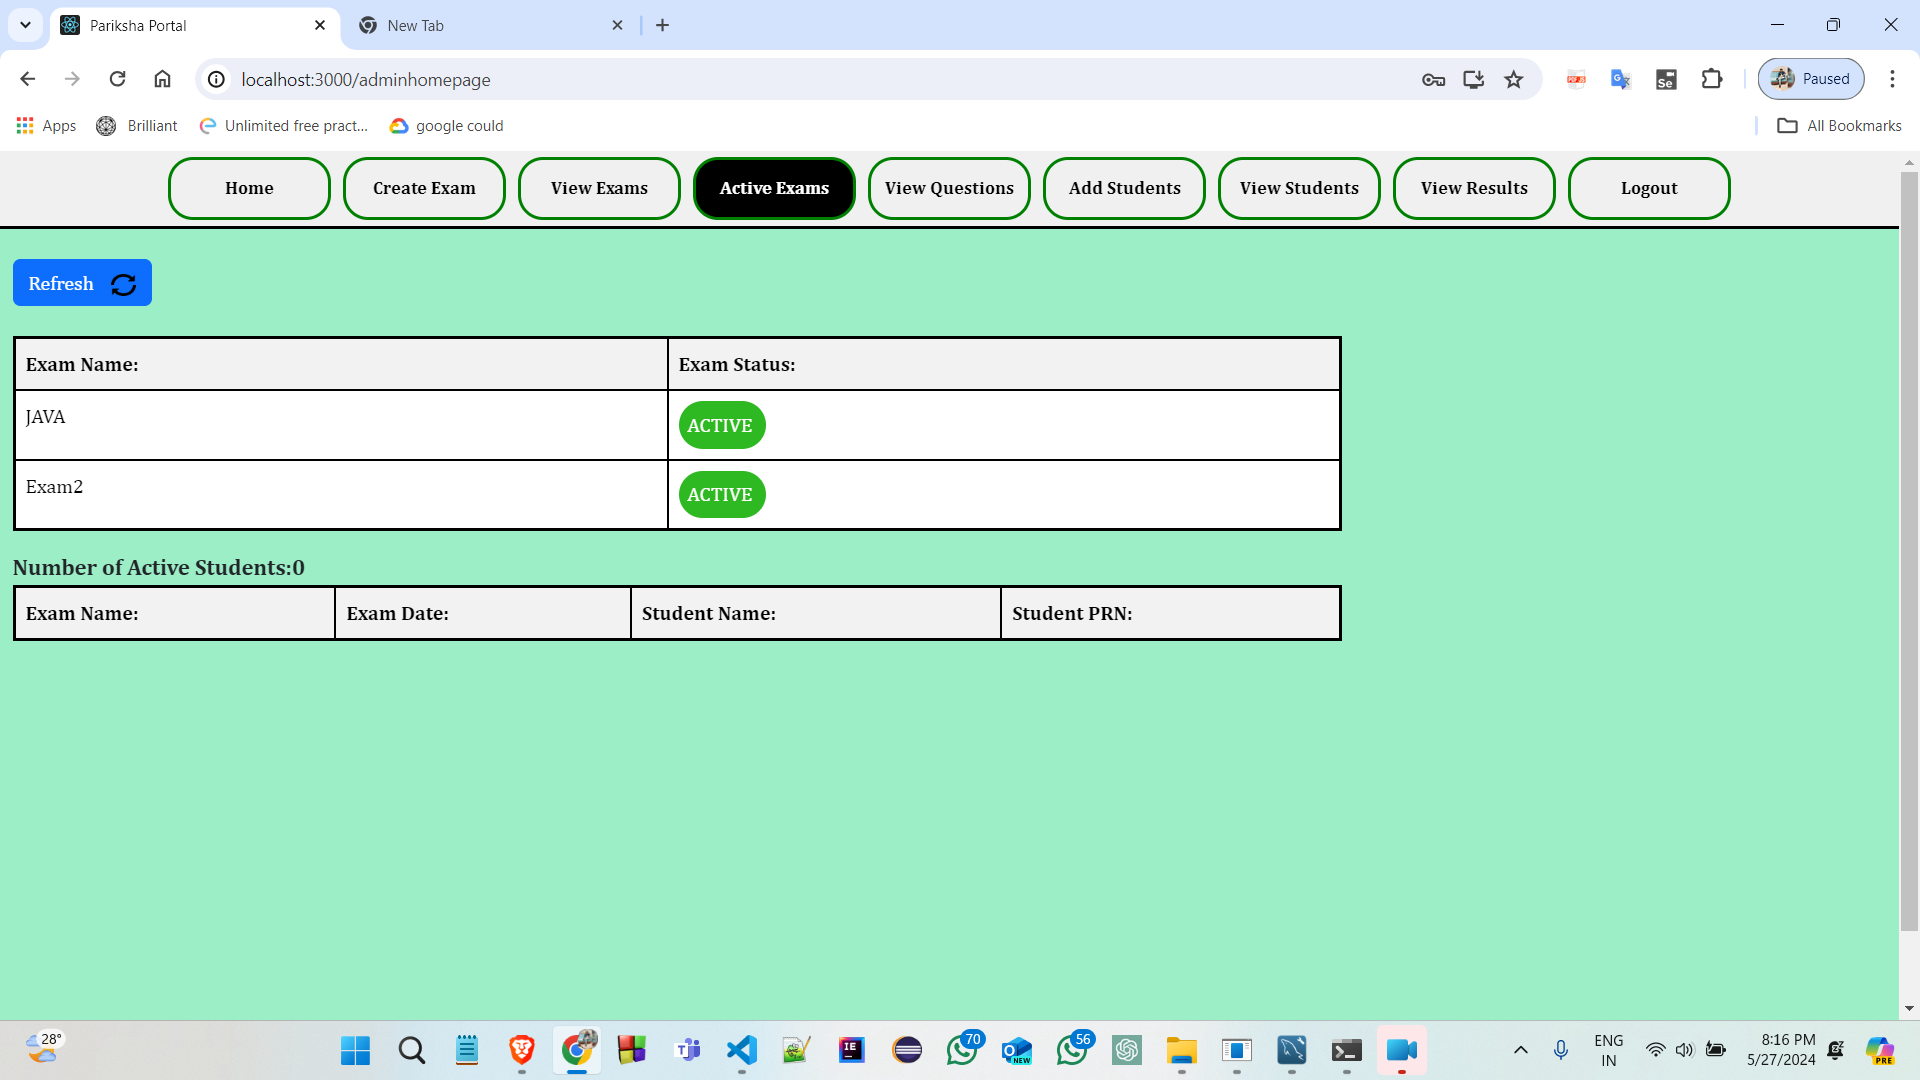 Pariksha Portal
New Tab
localhost:3000/adminhomepage
Paused
Apps
Brilliant
Unlimited free pract...
google could
All Bookmarks
Home
Create Exam
View Exams
Active Exams
View Questions
Add Students
View Students
View Results
Logout
Refresh
Exam Name:
Exam Status:
JAVA
ACTIVE
Exam2
ACTIVE
Number of Active Students:0
Exam Name:
Exam Date:
Student Name:
Student PRN:
28°
70
NEW
56
ENG
IN
8:16 PM
5/27/2024
PRE